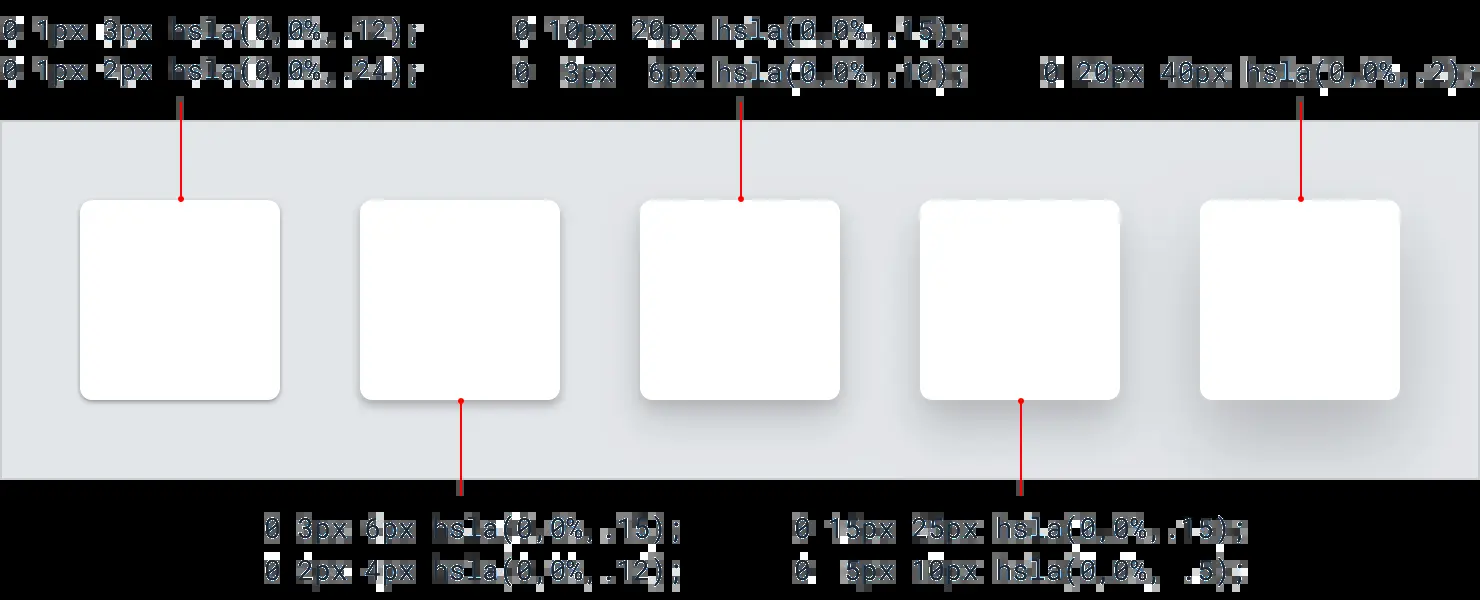 0 1px 3px hsla(0,0%,.12);
0 1px 2px hsla(0,0%,.24);
0 10px 20px hsla(0,0%,.15);
0 3px 6px hsla(0,0%,.10);
0 20px 40px hsla(0,0%,.2);
0 3px 6px hsla(0,0%,.15);
0 2px 4px hsla(0,0%,.12);
0 15px 25px hsla(0,0%,.15);
0 5px 10px hsla(0,0%, .5);